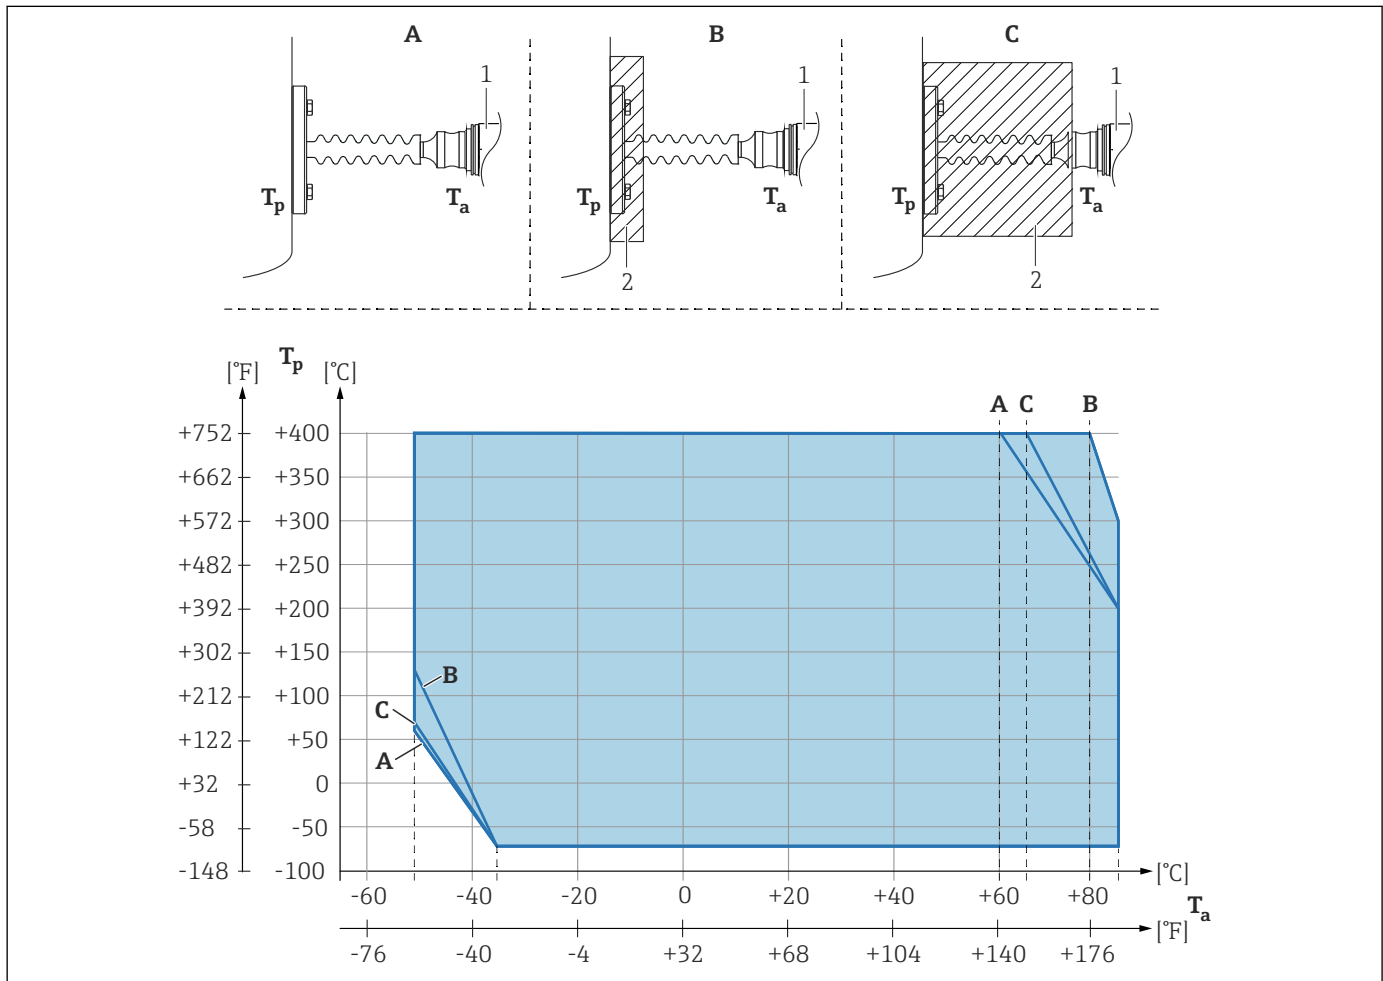 A B C
1 1 1
Tp Ta Tp Ta Tp Ta
2 2
Tp
[°F] [°C]
A C B
+752 +400
+662 +350
+572 +300
+482 +250
+392 +200
+302 +150
B
+212 +100
C
+122 +50
A
+32 0
-58 -50
-148 -100
[°C]
-60 -40 -20 0 +20 +40 +60 +80
Ta
[°F]
-76 -40 -4 +32 +68 +104 +140 +176